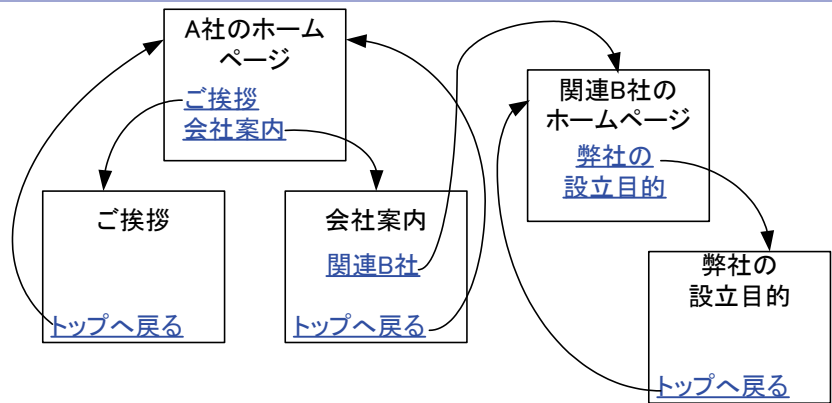 A社のホーム
ページ
ご挨拶
会社案内
ご挨拶
トップへ戻る
会社案内
関連B社
トップへ戻る
関連B社の
ホームページ
弊社の
設立目的
弊社の
設立目的
トップへ戻る